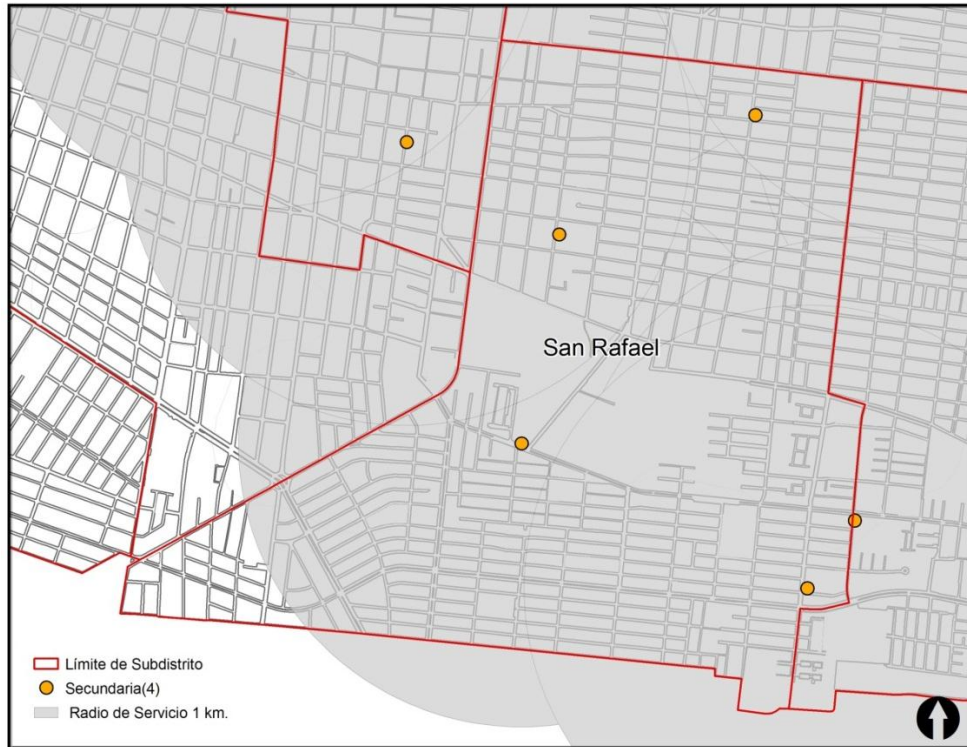 San Rafael
Límite de Subdistrito
Secundaria(4)
Radio de Servicio 1 km.